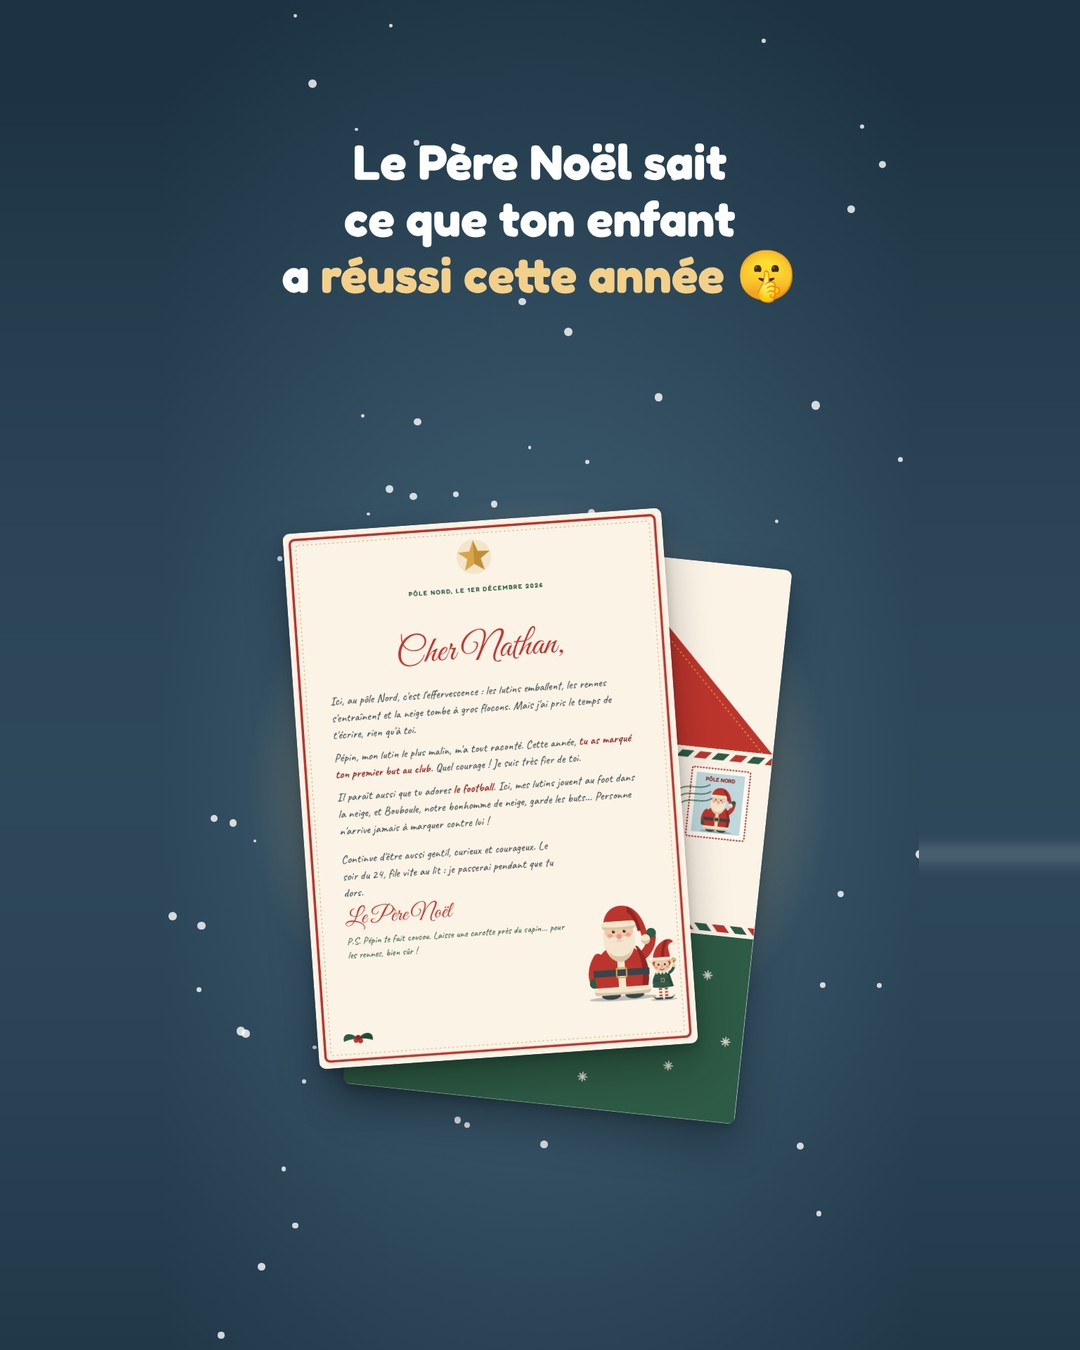 Le Père Noël sait
ce que ton enfant
a réussi cette année 🤫
PÔLE NORD, LE 1ER DÉCEMBRE 2026
Cher Nathan,
Ici, au pôle Nord, c'est l'effervescence : les lutins emballent, les rennes
s'entraînent et la neige tombe à gros flocons. Mais j'ai pris le temps de
t'écrire, rien qu'à toi.
Pépin, mon lutin le plus malin, m'a tout raconté. Cette année, tu as marqué
ton premier but au club. Quel courage ! Je suis très fier de toi.
Il paraît aussi que tu adores le football. Ici, mes lutins jouent au foot dans
la neige, et Bouboule, notre bonhomme de neige, garde les buts... Personne
n'arrive jamais à marquer contre lui !
Continue d'être aussi gentil, curieux et courageux. Le
soir du 24, file vite au lit : je passerai pendant que tu
dors.
Le Père Noël
P.S. Pépin te fait coucou. Laisse une carotte près du sapin... pour
les rennes, bien sûr !
PÔLE NORD